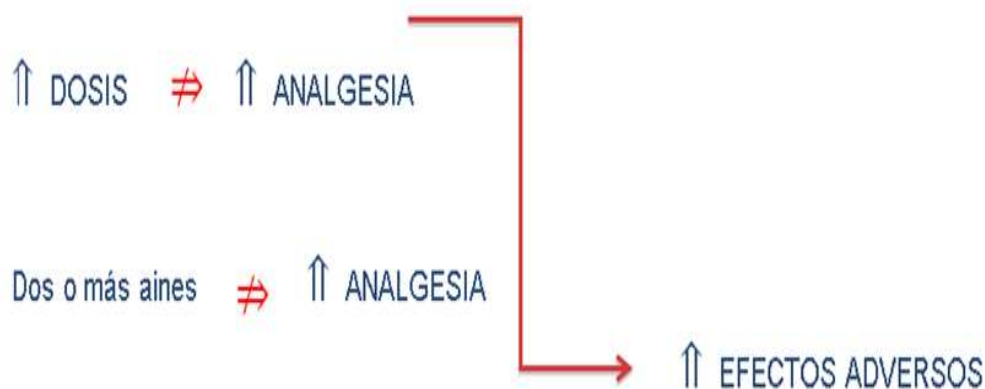 ⇑ DOSIS ⇏ ⇑ ANALGESIA
Dos o más aines ⇏ ⇑ ANALGESIA
⇑ EFECTOS ADVERSOS